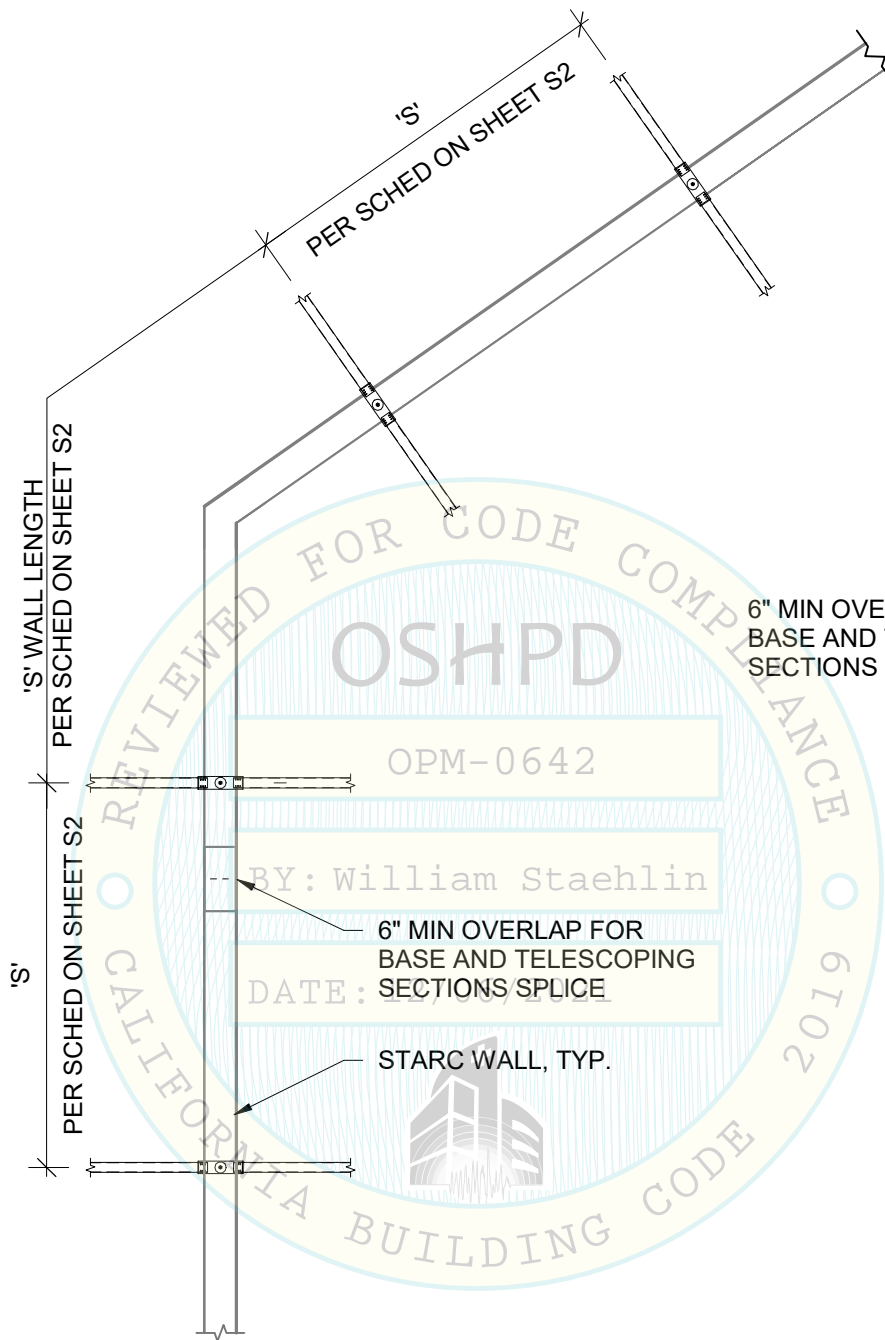 'S'
PER SCHED ON SHEET S2
'S' WALL LENGTH
PER SCHED ON SHEET S2
6" MIN OVE
BASE AND
SECTIONS
REVIEWED FOR CODE COMPLIANCE
OSHPD
OPM-0642
BY: William Staehlin
'S'
PER SCHED ON SHEET S2
6" MIN OVERLAP FOR
BASE AND TELESCOPING
SECTIONS SPLICE
DATE: /2021
STARC WALL, TYP.
CALIFORNIA BUILDING CODE 2019